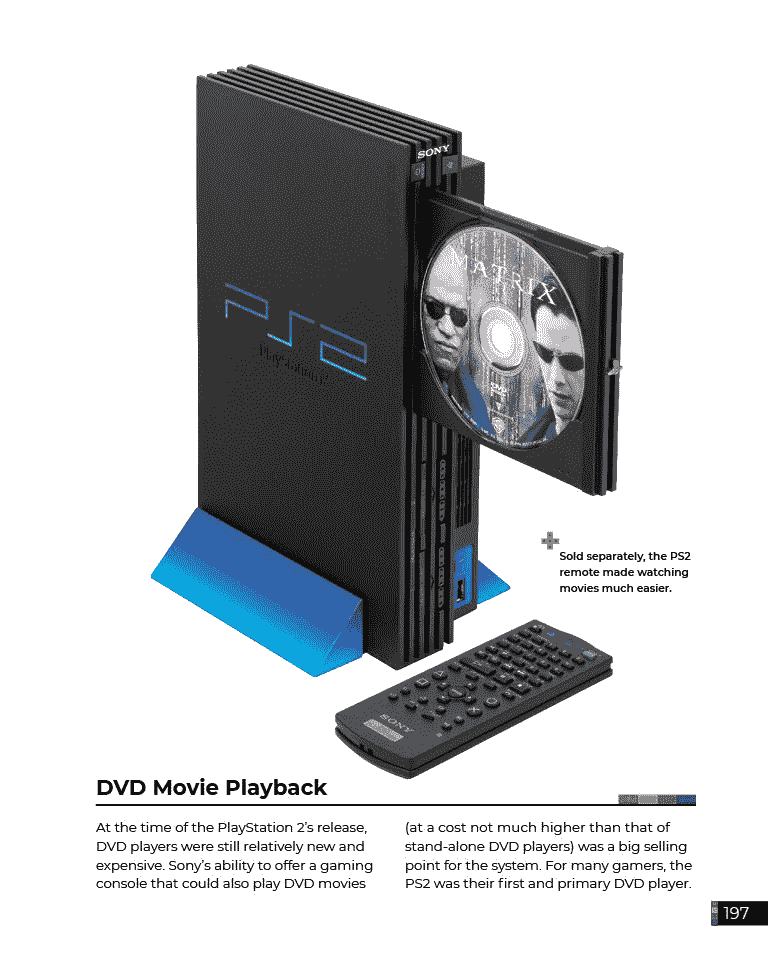 SONY
MATRIX
DVD
PS2
PlayStation 2
Sold separately, the PS2
remote made watching
movies much easier.
SONY
DVD Movie Playback
At the time of the PlayStation 2’s release,
DVD players were still relatively new and
expensive. Sony’s ability to offer a gaming
console that could also play DVD movies
(at a cost not much higher than that of
stand-alone DVD players) was a big selling
point for the system. For many gamers, the
PS2 was their first and primary DVD player.
197